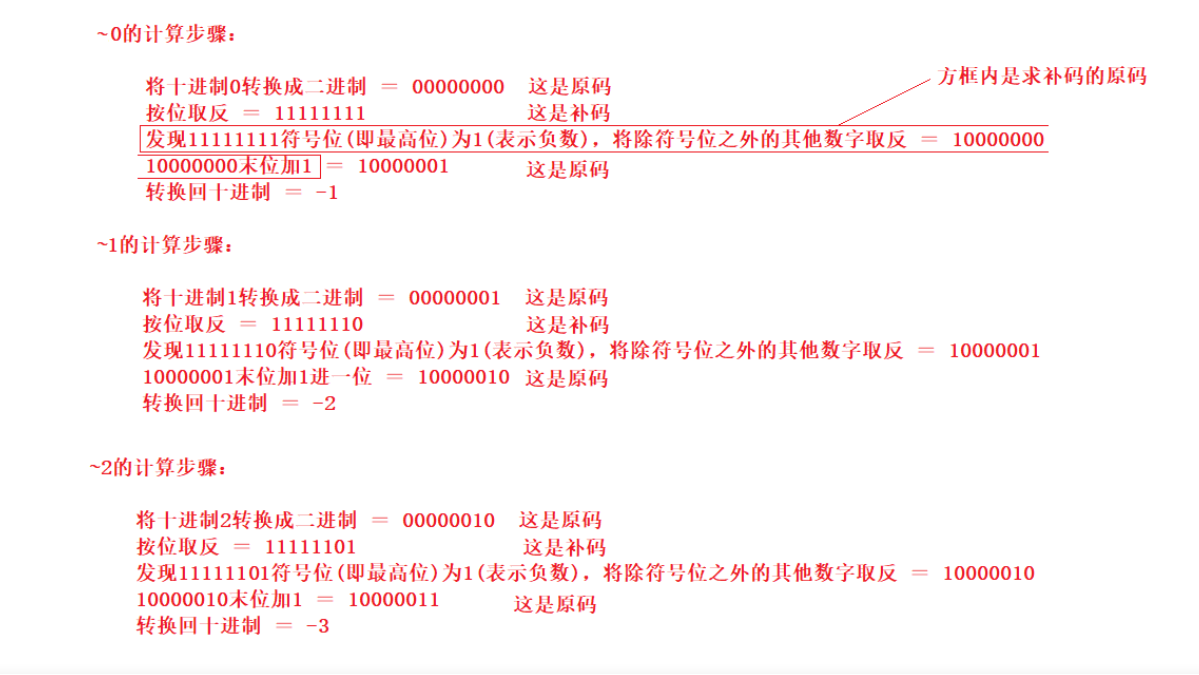 ~0的计算步骤:
将十进制0转换成二进制 = 00000000 这是原码
方框内是求补码的原码
按位取反 = 11111111 这是补码
发现11111111符号位(即最高位)为1(表示负数),将除符号位之外的其他数字取反 = 10000000
10000000末位加1 = 10000001 这是原码
转换回十进制 = -1
~1的计算步骤:
将十进制1转换成二进制 = 00000001 这是原码
按位取反 = 11111110 这是补码
发现11111110符号位(即最高位)为1(表示负数),将除符号位之外的其他数字取反 = 10000001
10000001末位加1进一位 = 10000010 这是原码
转换回十进制 = -2
~2的计算步骤:
将十进制2转换成二进制 = 00000010 这是原码
按位取反 = 11111101 这是补码
发现11111101符号位(即最高位)为1(表示负数),将除符号位之外的其他数字取反 = 10000010
10000010末位加1 = 10000011 这是原码
转换回十进制 = -3